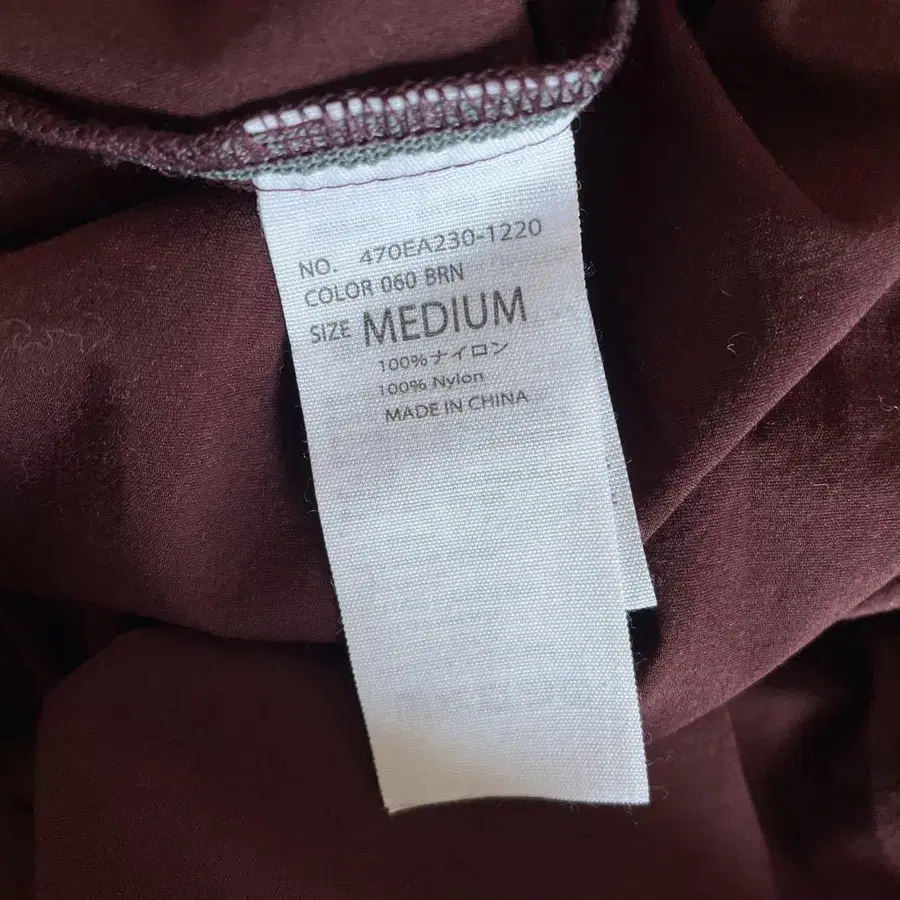 NO. 470EA230-1220
COLOR 060 BRN
SIZE MEDIUM
100%ナイロン
100% Nylon
MADE IN CHINA